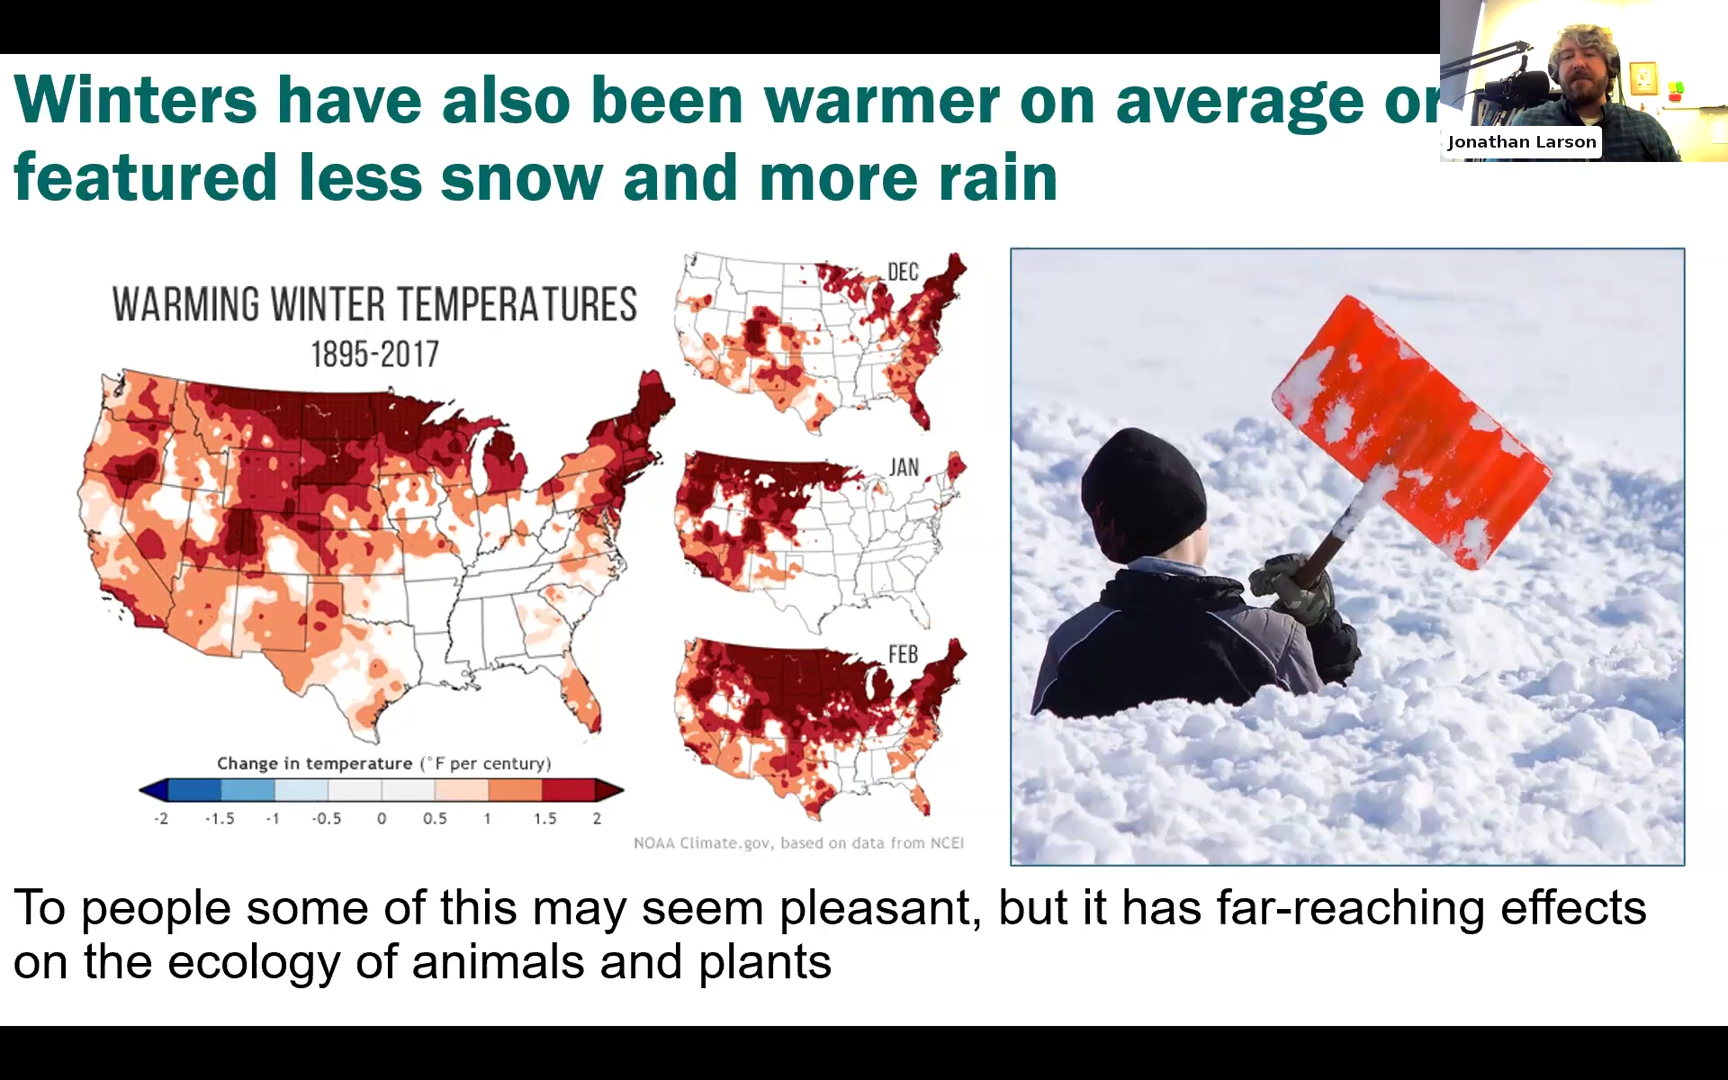 Winters have also been warmer on average or
featured less snow and more rain
Jonathan Larson
WARMING WINTER TEMPERATURES
1895-2017
DEC
JAN
FEB
Change in temperature (°F per century)
-2 -1.5 -1 -0.5 0 0.5 1 1.5 2
NOAA Climate.gov, based on data from NCEI
To people some of this may seem pleasant, but it has far-reaching effects
on the ecology of animals and plants